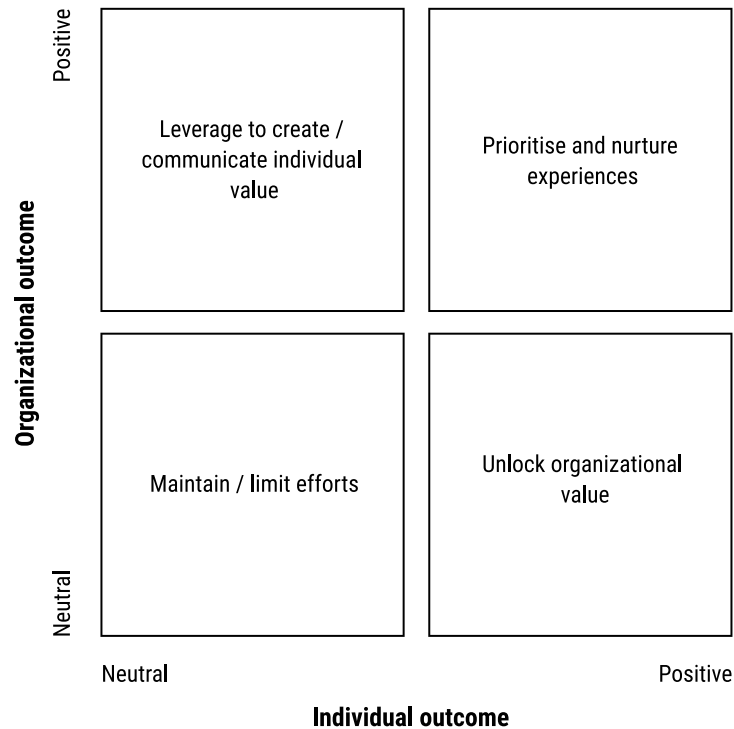 Positive
Leverage to create /
communicate individual
value
Prioritise and nurture
experiences
Organizational outcome
Maintain / limit efforts
Unlock organizational
value
Neutral
Neutral
Positive
Individual outcome